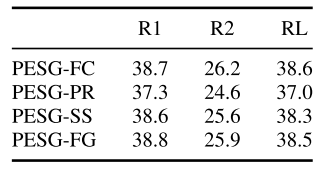 R1 R2 RL
PESG-FC 38.7 26.2 38.6
PESG-PR 37.3 24.6 37.0
PESG-SS 38.6 25.6 38.3
PESG-FG 38.8 25.9 38.5